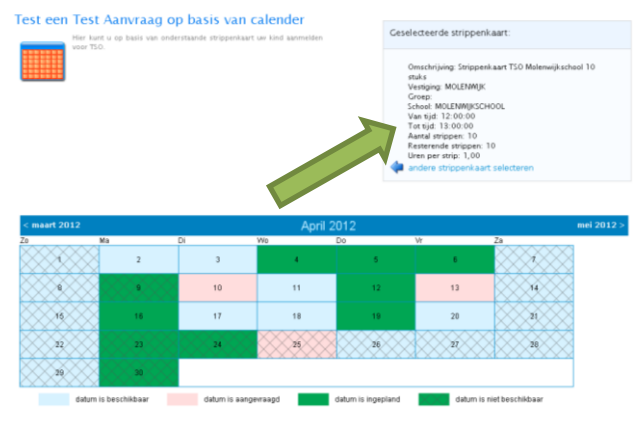 Test een Test Aanvraag op basis van calender
Hier kunt u op basis van onderstaande strippenkaart uw kind aanmelden
voor TSO.
Geselecteerde strippenkaart:
Omschrijving: Strippenkaart TSO Molenwijkschool 10
stuks
Vestiging: MOLENWIJK
Groep:
School: MOLENWIJKSCHOOL
Van tijd: 12:00:00
Tot tijd: 13:00:00
Aantal strippen: 10
Resterende strippen: 10
Uren per strip: 1,00
andere strippenkaart selecteren
< maart 2012 April 2012 mei 2012 >
Zo Ma Di Wo Do Vr Za
1 2 3 4 5 6 7
8 9 10 11 12 13 14
15 16 17 18 19 20 21
22 23 24 25 26 27 28
29 30
datum is beschikbaar datum is aangevraagd datum is ingepland datum is niet beschikbaar